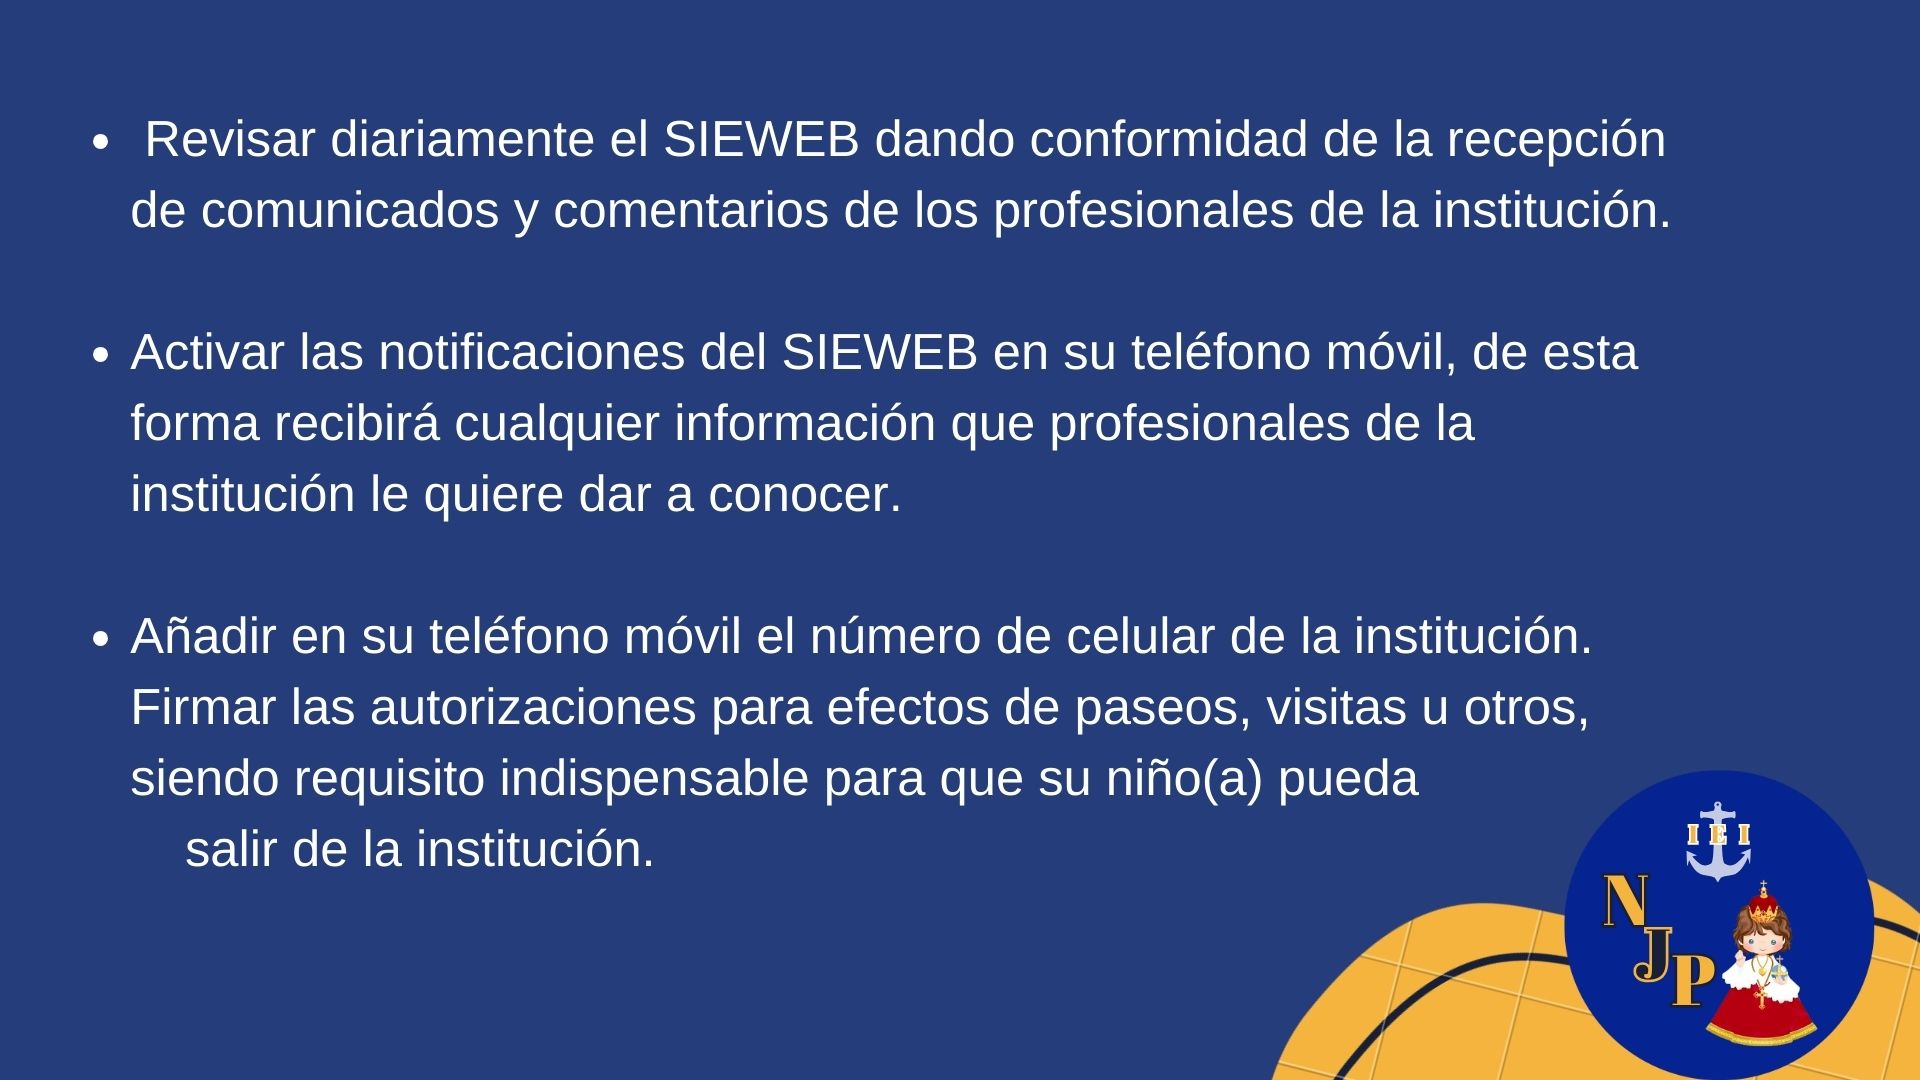 • Revisar diariamente el SIEWEB dando conformidad de la recepción
de comunicados y comentarios de los profesionales de la institución.
• Activar las notificaciones del SIEWEB en su teléfono móvil, de esta
forma recibirá cualquier información que profesionales de la
institución le quiere dar a conocer.
• Añadir en su teléfono móvil el número de celular de la institución.
Firmar las autorizaciones para efectos de paseos, visitas u otros,
siendo requisito indispensable para que su niño(a) pueda
salir de la institución.
I E I
N
J
P